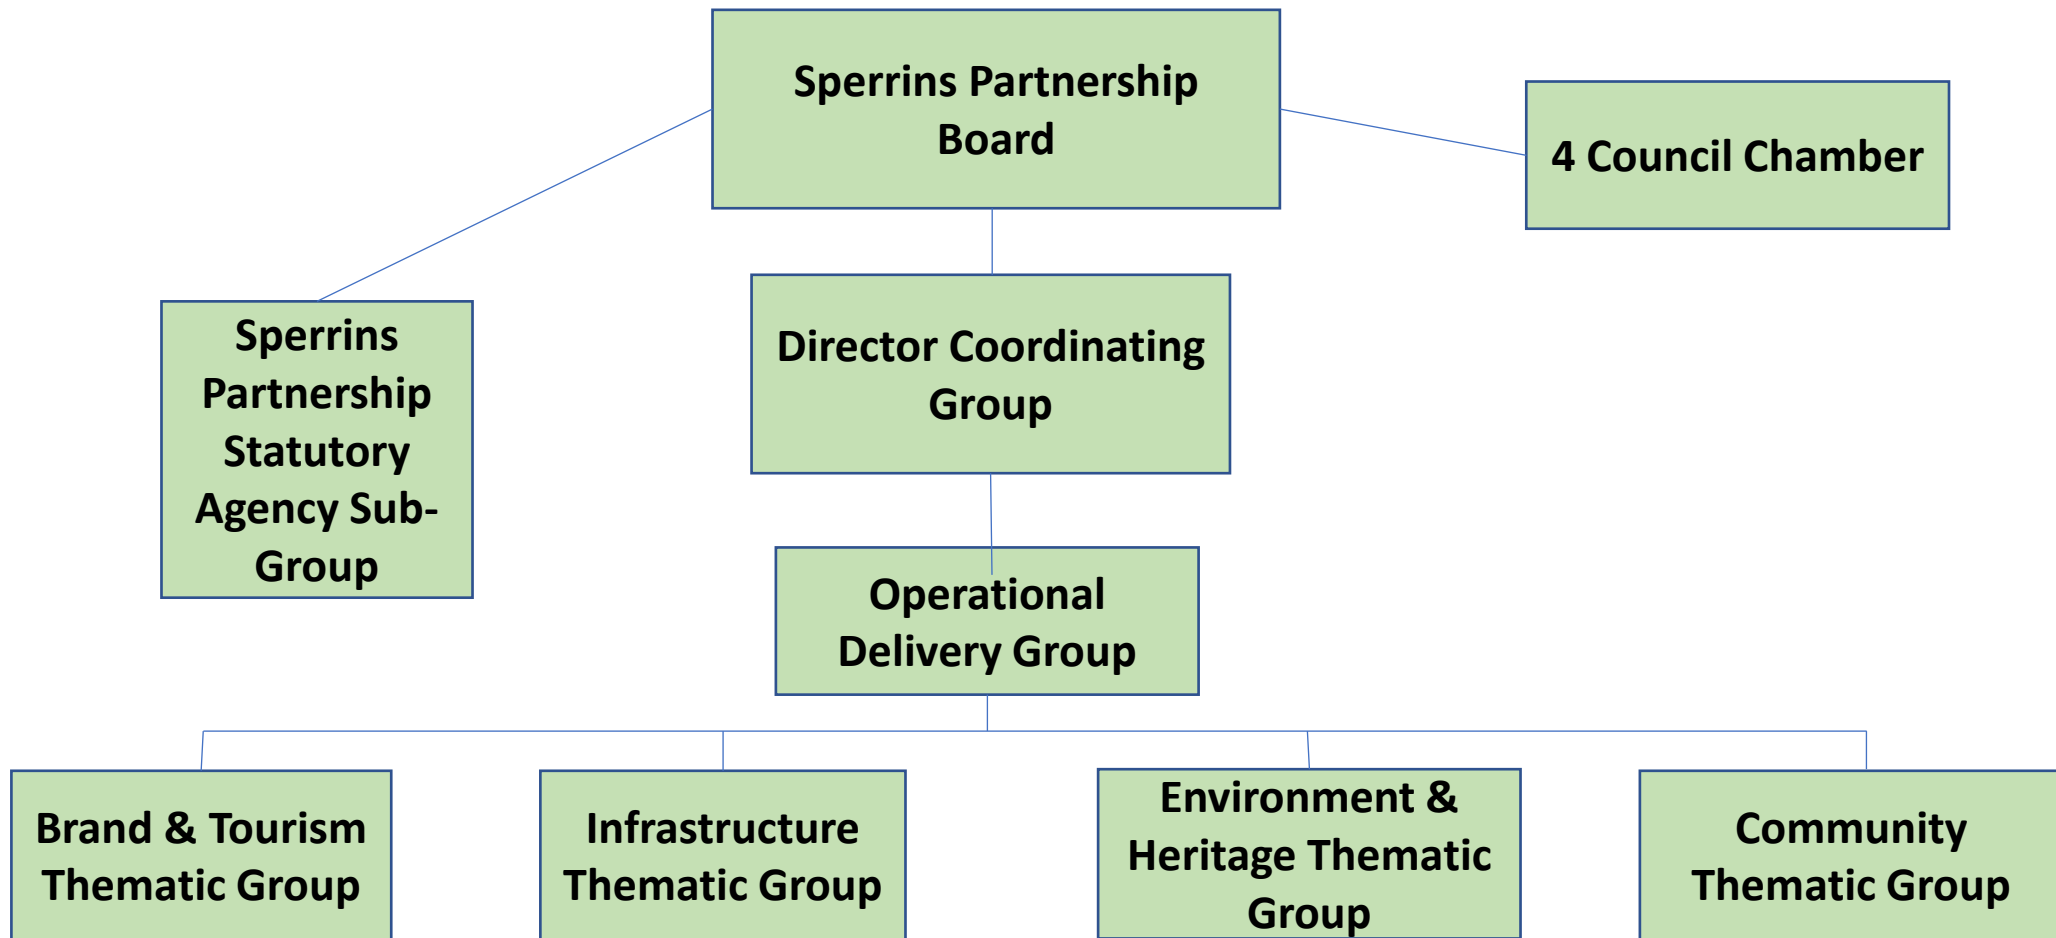 Sperrins Partnership
Board
4 Council Chamber
Sperrins
Partnership
Statutory
Agency Sub-
Group
Director Coordinating
Group
Operational
Delivery Group
Brand & Tourism
Thematic Group
Infrastructure
Thematic Group
Environment &
Heritage Thematic
Group
Community
Thematic Group